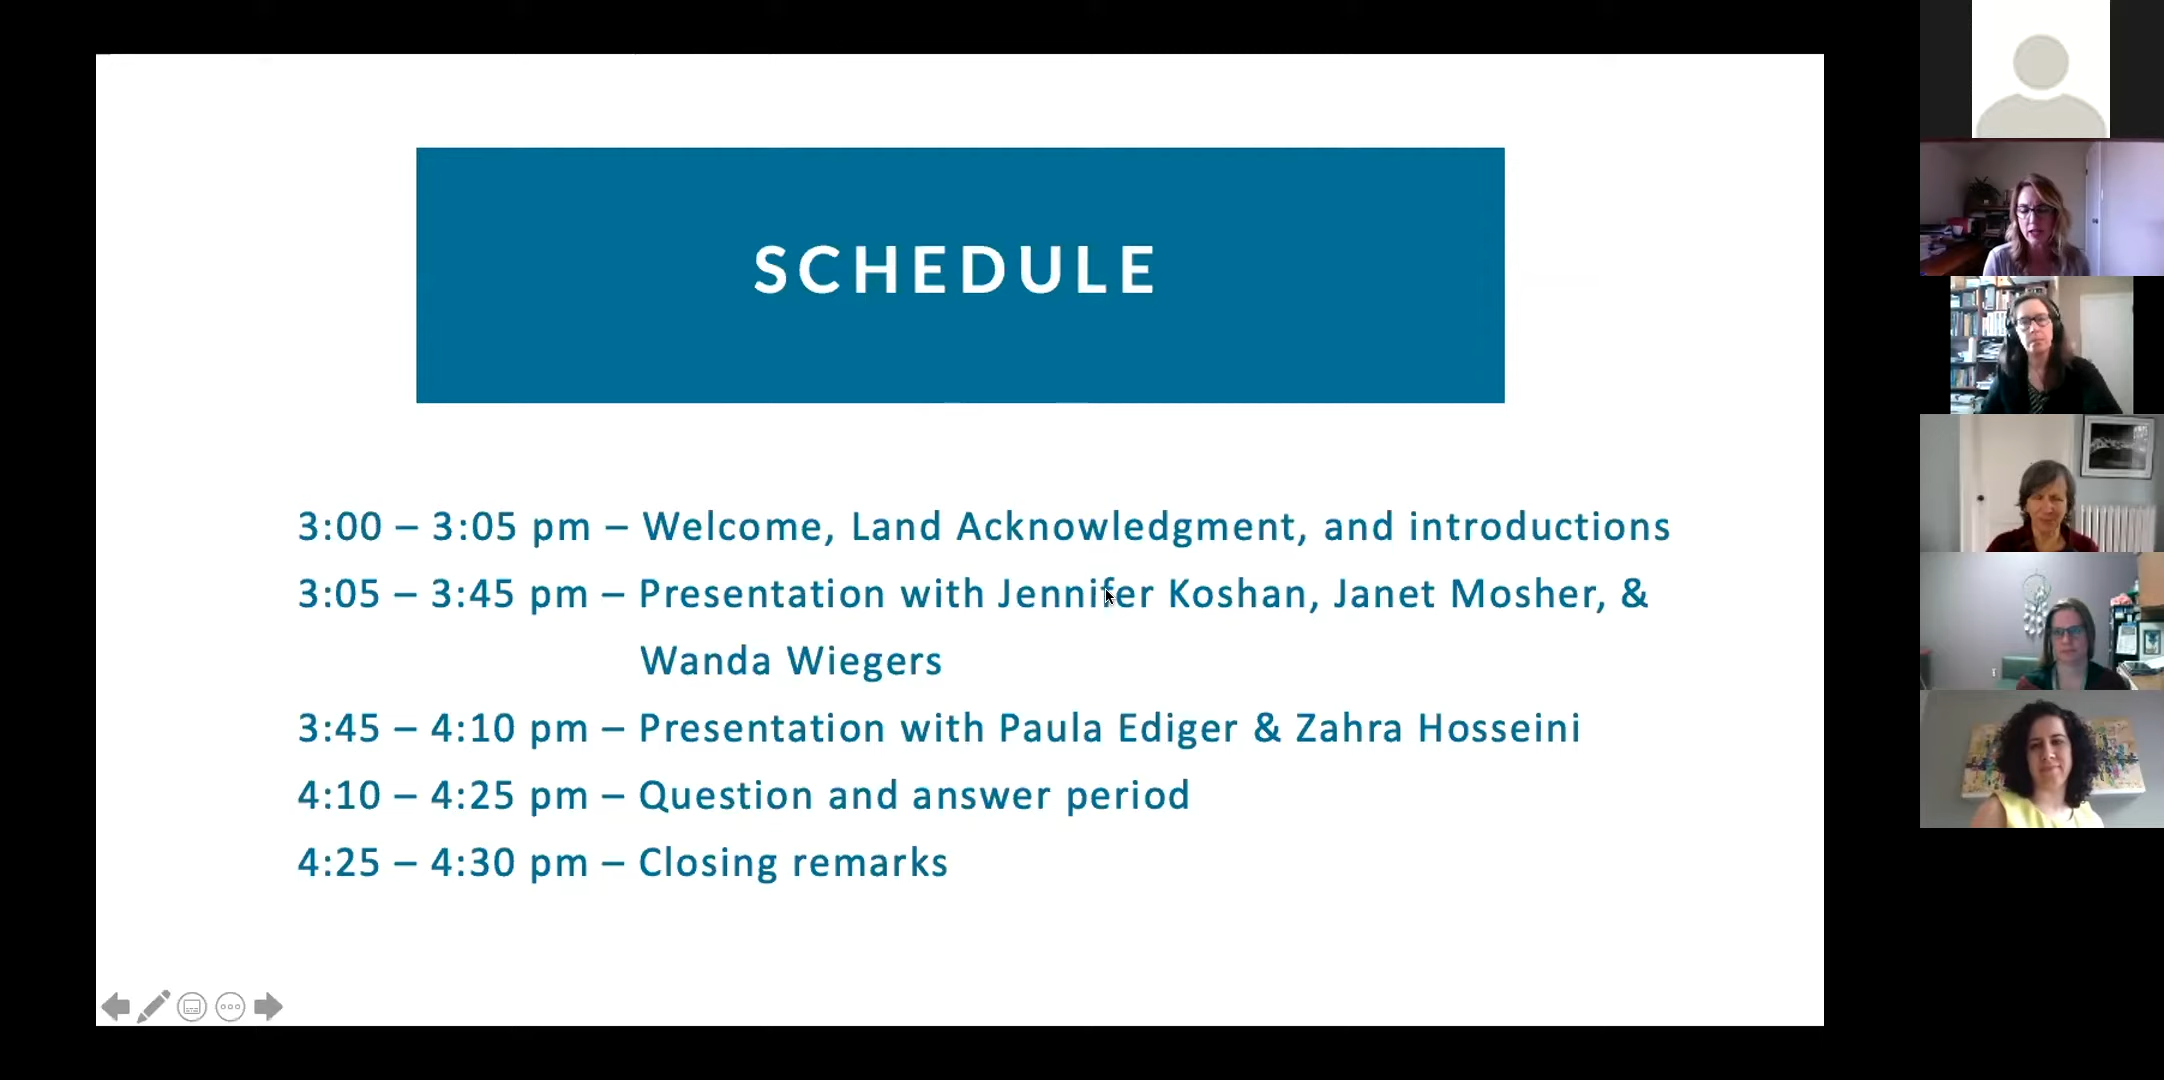 SCHEDULE
3:00 – 3:05 pm – Welcome, Land Acknowledgment, and introductions
3:05 – 3:45 pm – Presentation with Jennifer Koshan, Janet Mosher, &
Wanda Wiegers
3:45 – 4:10 pm – Presentation with Paula Ediger & Zahra Hosseini
4:10 – 4:25 pm – Question and answer period
4:25 – 4:30 pm – Closing remarks